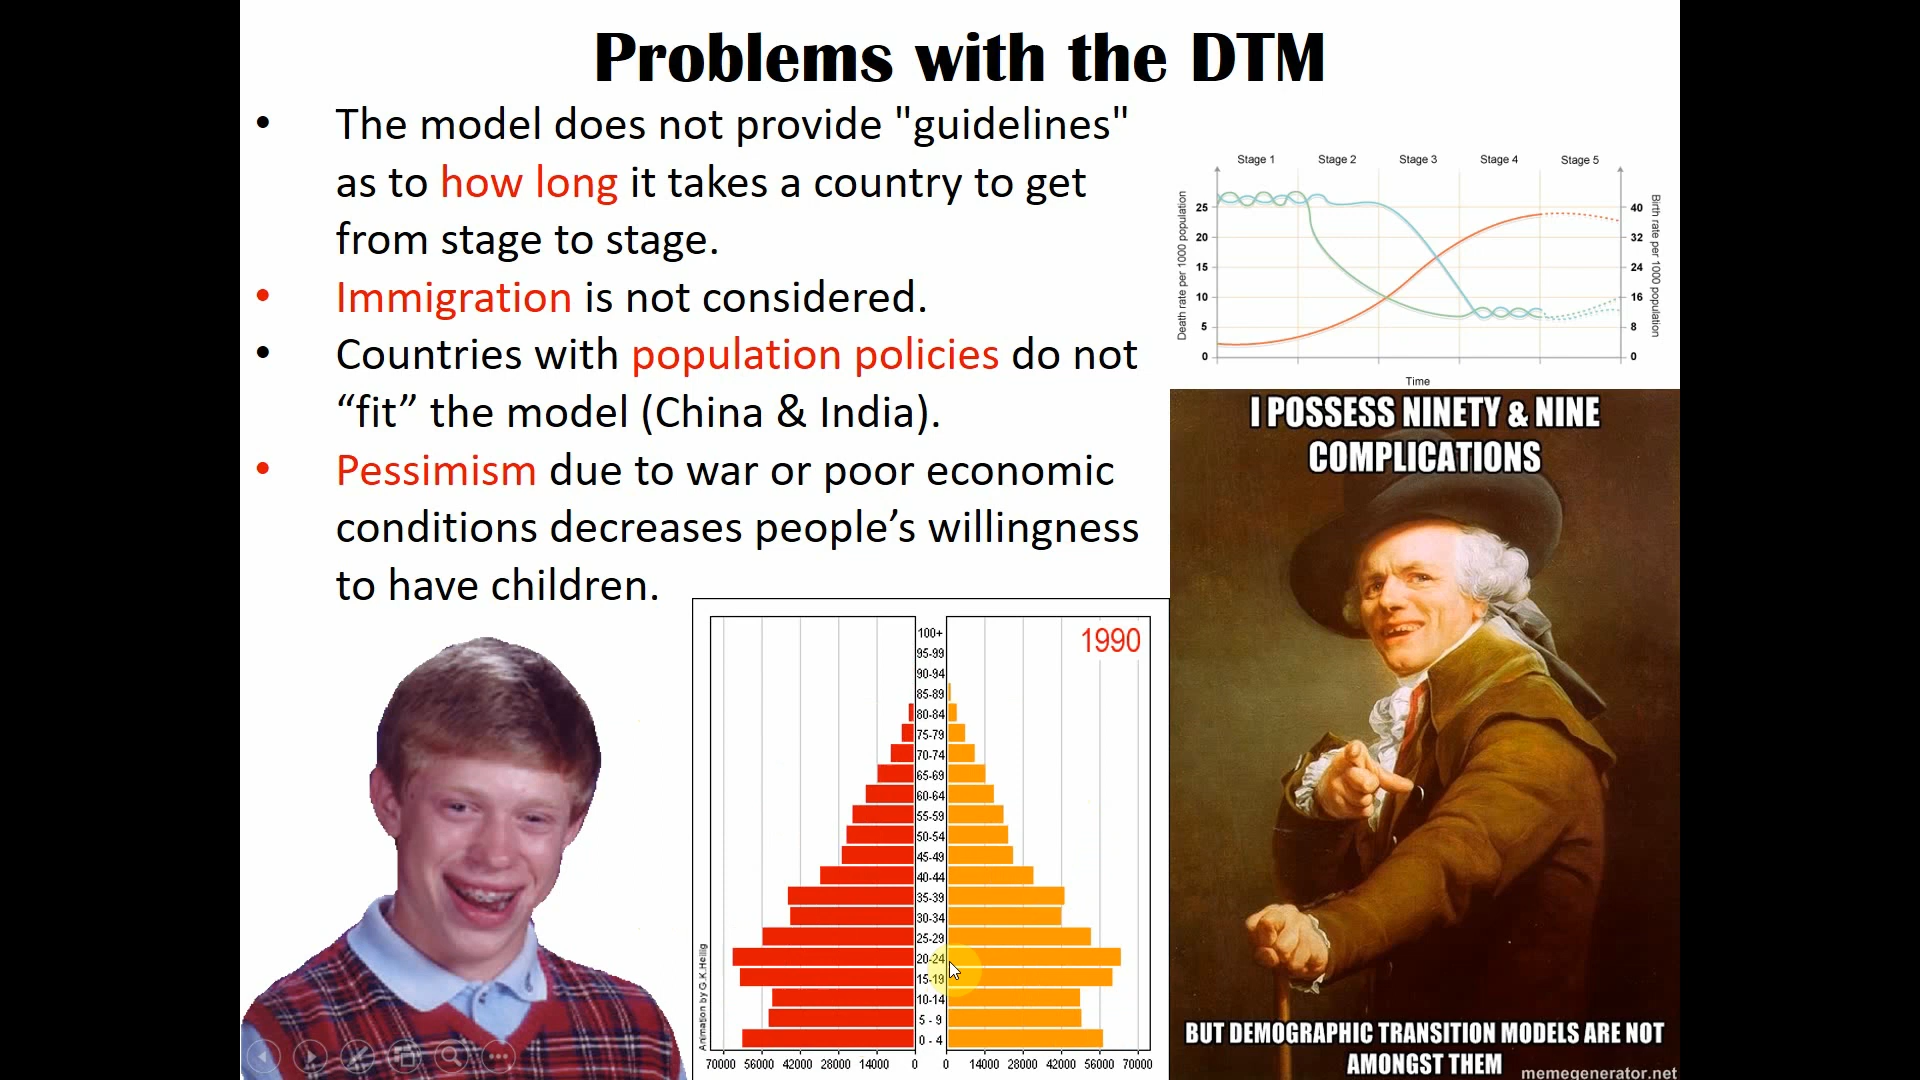 Problems with the DTM
• The model does not provide "guidelines"
as to how long it takes a country to get
from stage to stage.
• Immigration is not considered.
• Countries with population policies do not
“fit” the model (China & India).
• Pessimism due to war or poor economic
conditions decreases people’s willingness
to have children.
Stage 1 Stage 2 Stage 3 Stage 4 Stage 5
Death rate per 1000 population
25
20
15
10
5
0
40
32
24
16
8
0
Birth rate per 1000 population
Time
I POSSESS NINETY & NINE
COMPLICATIONS
BUT DEMOGRAPHIC TRANSITION MODELS ARE NOT
AMONGST THEM
memegenerator.net
1990
100+
95-99
90-94
85-89
80-84
75-79
70-74
65-69
60-64
55-59
50-54
45-49
40-44
35-39
30-34
25-29
20-24
15-19
10-14
5 - 9
0 - 4
70000 56000 42000 28000 14000 0 0 14000 28000 42000 56000 70000
Animation by G.K.Heilig